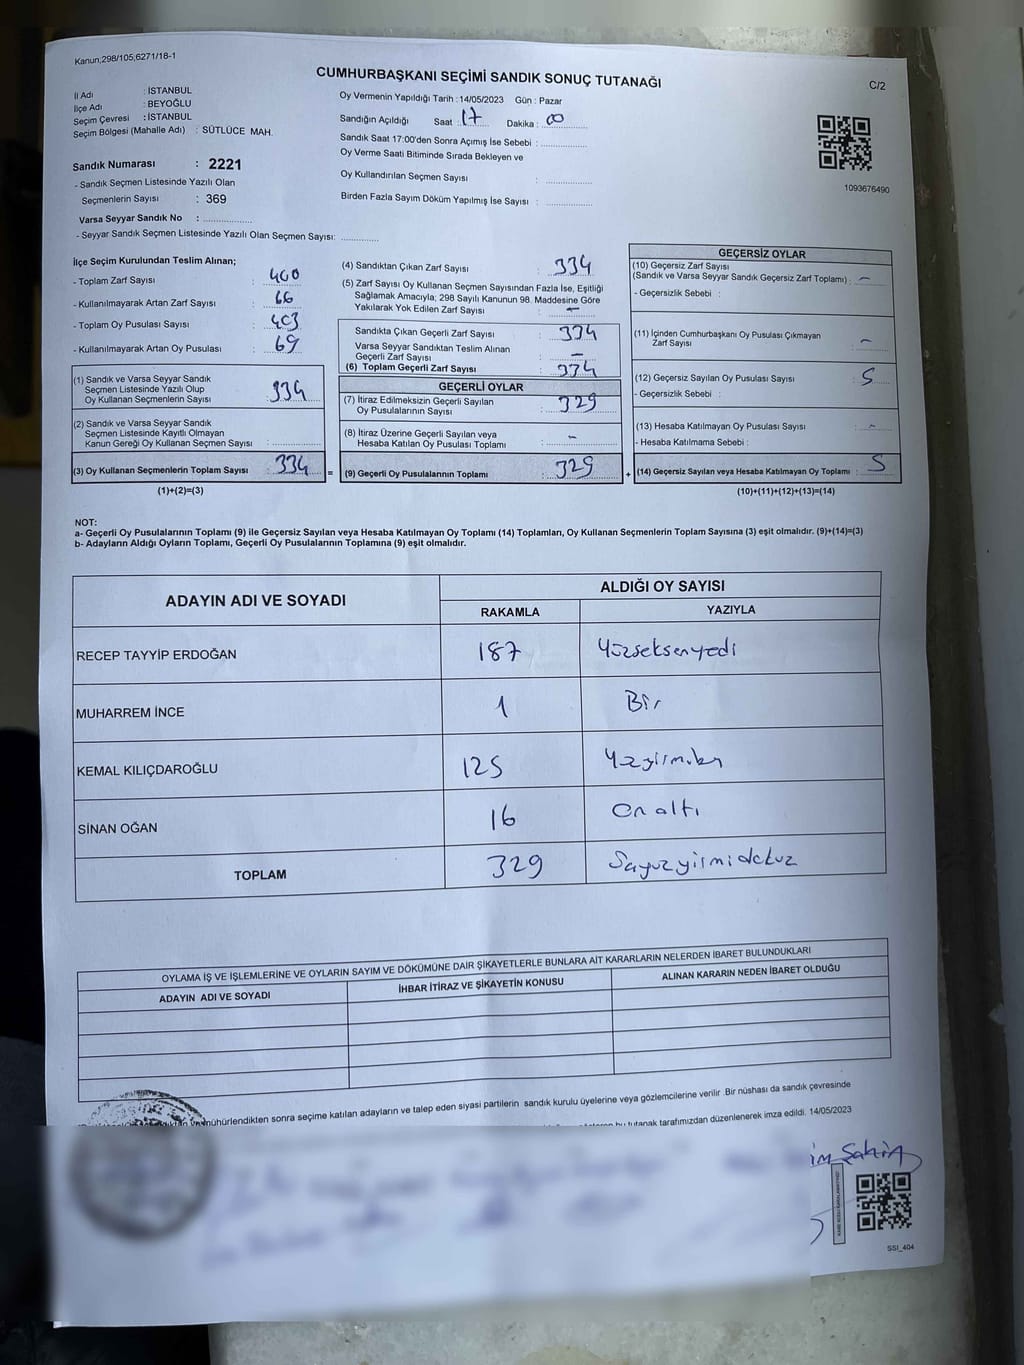 Kanun,298/105,6271/18-1
CUMHURBAŞKANI SEÇİMİ SANDIK SONUÇ TUTANAĞI
C/2
İl Adı : İSTANBUL
İlçe Adı : BEYOĞLU
Seçim Çevresi : İSTANBUL
Seçim Bölgesi (Mahalle Adı) : SÜTLÜCE MAH.
Sandık Numarası : 2221
- Sandık Seçmen Listesinde Yazılı Olan
Seçmenlerin Sayısı : 369
Varsa Seyyar Sandık No :
- Seyyar Sandık Seçmen Listesinde Yazılı Olan Seçmen Sayısı:
Oy Vermenin Yapıldığı Tarih : 14/05/2023 Gün : Pazar
Sandığın Açıldığı Saat : 17 Dakika : 00
Sandık Saat 17:00'den Sonra Açımış İse Sebebi :
Oy Verme Saati Bitiminde Sırada Bekleyen ve
Oy Kullandırılan Seçmen Sayısı :
Birden Fazla Sayım Döküm Yapılmış İse Sayısı :
1093676490
İlçe Seçim Kurulundan Teslim Alınan;
- Toplam Zarf Sayısı : 400
- Kullanılmayarak Artan Zarf Sayısı : 66
- Toplam Oy Pusulası Sayısı : 403
- Kullanılmayarak Artan Oy Pusulası : 69
(1) Sandık ve Varsa Seyyar Sandık
Seçmen Listesinde Yazılı Olup
Oy Kullanan Seçmenlerin Sayısı : 334
(2) Sandık ve Varsa Seyyar Sandık
Seçmen Listesinde Kayıtlı Olmayan
Kanun Gereği Oy Kullanan Seçmen Sayısı :
(3) Oy Kullanan Seçmenlerin Toplam Sayısı : 334 =
(1)+(2)=(3)
(4) Sandıktan Çıkan Zarf Sayısı : 334
(5) Zarf Sayısı Oy Kullanan Seçmen Sayısından Fazla İse, Eşitliği
Sağlamak Amacıyla; 298 Sayılı Kanunun 98. Maddesine Göre
Yakılarak Yok Edilen Zarf Sayısı : -
Sandıkta Çıkan Geçerli Zarf Sayısı : 334
Varsa Seyyar Sandıktan Teslim Alınan
Geçerli Zarf Sayısı : -
(6) Toplam Geçerli Zarf Sayısı : 334
GEÇERLİ OYLAR
(7) İtiraz Edilmeksizin Geçerli Sayılan
Oy Pusulalarının Sayısı : 329
(8) İtiraz Üzerine Geçerli Sayılan veya
Hesaba Katılan Oy Pusulası Toplamı : -
(9) Geçerli Oy Pusulalarının Toplamı : 329 +
GEÇERSİZ OYLAR
(10) Geçersiz Zarf Sayısı
(Sandık ve Varsa Seyyar Sandık Geçersiz Zarf Toplamı) : -
- Geçersizlik Sebebi :
(11) İçinden Cumhurbaşkanı Oy Pusulası Çıkmayan
Zarf Sayısı : -
(12) Geçersiz Sayılan Oy Pusulası Sayısı : 5
- Geçersizlik Sebebi :
(13) Hesaba Katılmayan Oy Pusulası Sayısı : -
- Hesaba Katılmama Sebebi :
(14) Geçersiz Sayılan veya Hesaba Katılmayan Oy Toplamı : 5
(10)+(11)+(12)+(13)=(14)
NOT:
a- Geçerli Oy Pusulalarının Toplamı (9) ile Geçersiz Sayılan veya Hesaba Katılmayan Oy Toplamı (14) Toplamları, Oy Kullanan Seçmenlerin Toplam Sayısına (3) eşit olmalıdır. (9)+(14)=(3)
b- Adayların Aldığı Oyların Toplamı, Geçerli Oy Pusulalarının Toplamına (9) eşit olmalıdır.
ADAYIN ADI VE SOYADI ALDIĞI OY SAYISI
RAKAMLA YAZIYLA
RECEP TAYYİP ERDOĞAN 187 Yüzseksenyedi
MUHARREM İNCE 1 Bir
KEMAL KILIÇDAROĞLU 125
SİNAN OĞAN 16 On altı
TOPLAM 329
OYLAMA İŞ VE İŞLEMLERİNE VE OYLARIN SAYIM VE DÖKÜMÜNE DAİR ŞİKAYETLERLE BUNLARA AİT KARARLARIN NELERDEN İBARET BULUNDUKLARI
ADAYIN ADI VE SOYADI İHBAR İTİRAZ VE ŞİKAYETİN KONUSU ALINAN KARARIN NEDEN İBARET OLDUĞU
sonra seçime katılan adayların ve talep eden siyasi partilerin sandık kurulu üyelerine veya gözlemcilerine verilir. Bir nüshası da sandık çevresinde
bu tutanak tarafımızdan düzenlenerek imza edildi. 14/05/2023
Şahin
SSI_404